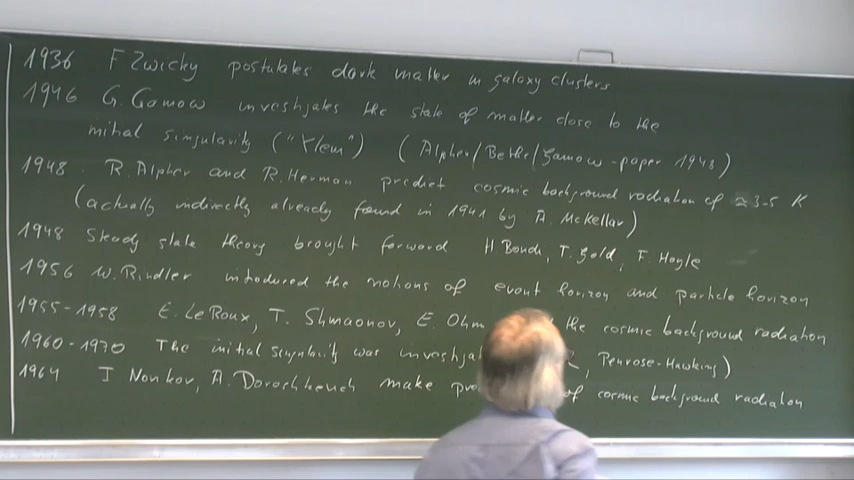 1936 F Zwicky postulates dark matter in galaxy clusters
1946 G. Gamow investigates the state of matter close to the
initial singularity ("Ylem") (Alpher/Bethe/Gamow-paper 1948)
1948 R. Alpher and R. Herman predict cosmic background radiation of ≈ 3-5 K
(actually indirectly already found in 1941 by A. McKellar)
1948 Steady state theory brought forward H Bondi, T. Gold, F. Hoyle
1956 W. Rindler introduced the notions of event horizon and particle horizon
1955-1958 E. Le Roux, T. Shmaonov, E. Ohm the cosmic background radiation
1960-1970 The initial singularity was , Penrose-Hawking)
1964 I Novikov, A. Doroshkevich make of cosmic background radiation